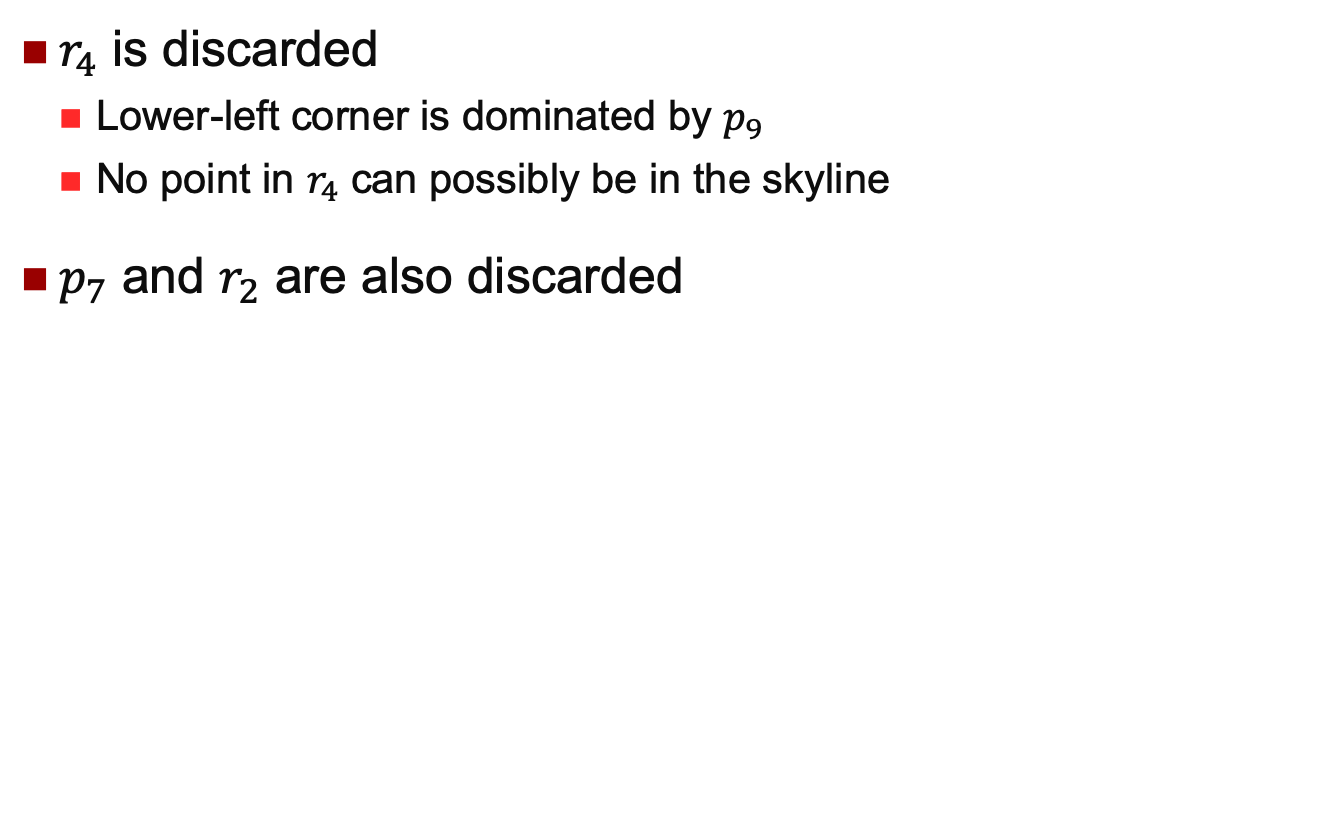 r₄ is discarded
Lower-left corner is dominated by p₉
No point in r₄ can possibly be in the skyline
p₇ and r₂ are also discarded